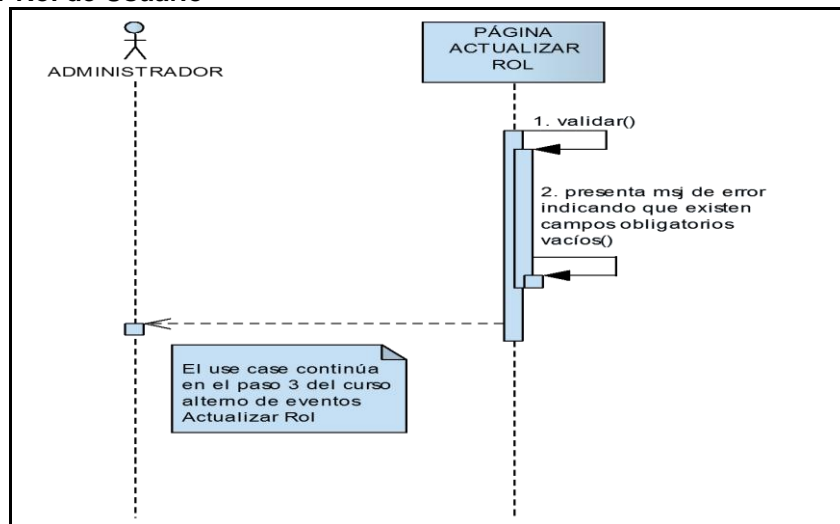 Rol de Usuario
ADMINISTRADOR
PÁGINA
ACTUALIZAR
ROL
1. validar()
2. presenta msj de error
indicando que existen
campos obligatorios
vacíos()
El use case continúa
en el paso 3 del curso
alterno de eventos
Actualizar Rol